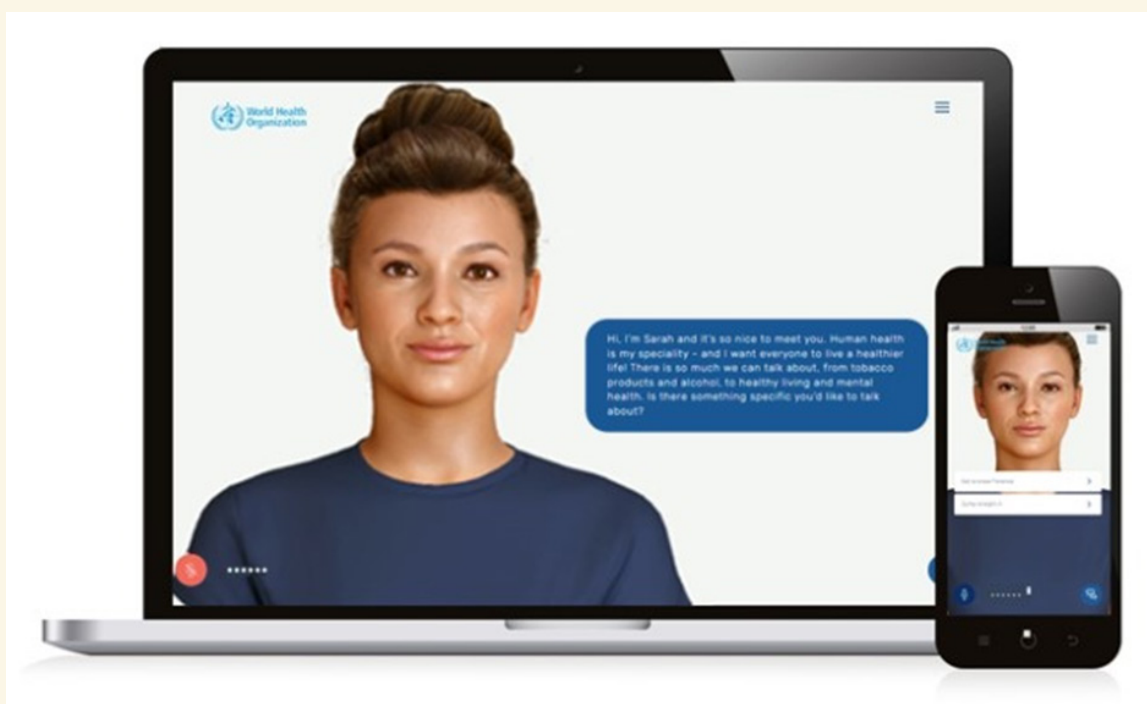 World Health
Organization
Hi, I'm Sarah and it's so nice to meet you. Human health
is my speciality - and I want everyone to live a healthier
life! There is so much we can talk about, from tobacco
products and alcohol, to healthy living and mental
health. Is there something specific you'd like to talk
about?